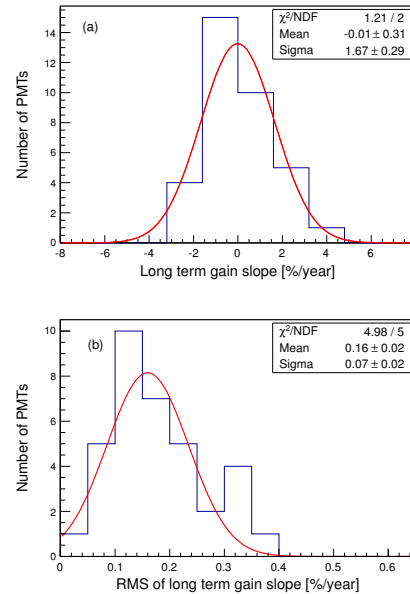 (a)
χ²/NDF 1.21 / 2
Mean -0.01 ± 0.31
Sigma 1.67 ± 0.29
Number of PMTs
14
12
10
8
6
4
2
0
-8 -6 -4 -2 0 2 4 6
Long term gain slope [%/year]
(b)
χ²/NDF 4.98 / 5
Mean 0.16 ± 0.02
Sigma 0.07 ± 0.02
Number of PMTs
10
8
6
4
2
0
0 0.1 0.2 0.3 0.4 0.5 0.6
RMS of long term gain slope [%/year]